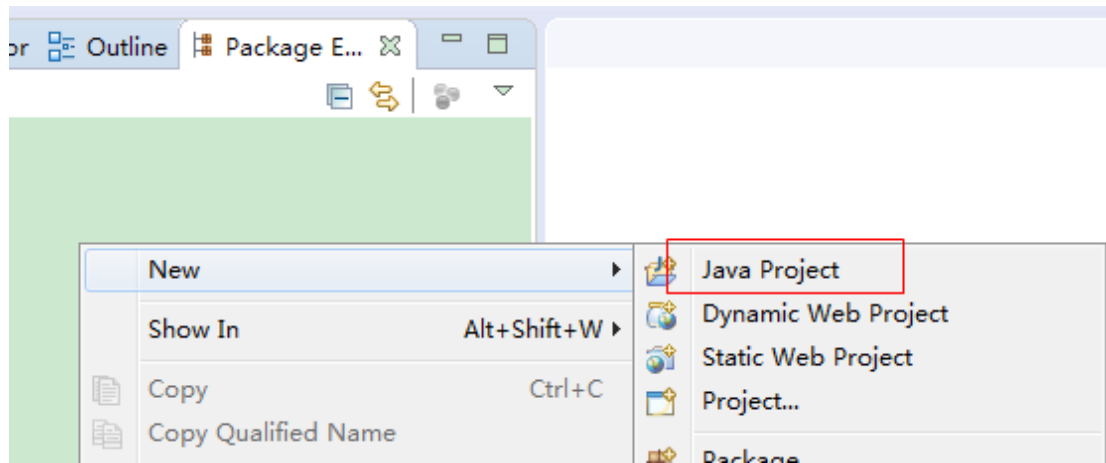 or Outline Package E...
New Java Project
Dynamic Web Project
Show In Alt+Shift+W
Static Web Project
Copy Ctrl+C Project...
Copy Qualified Name
Package